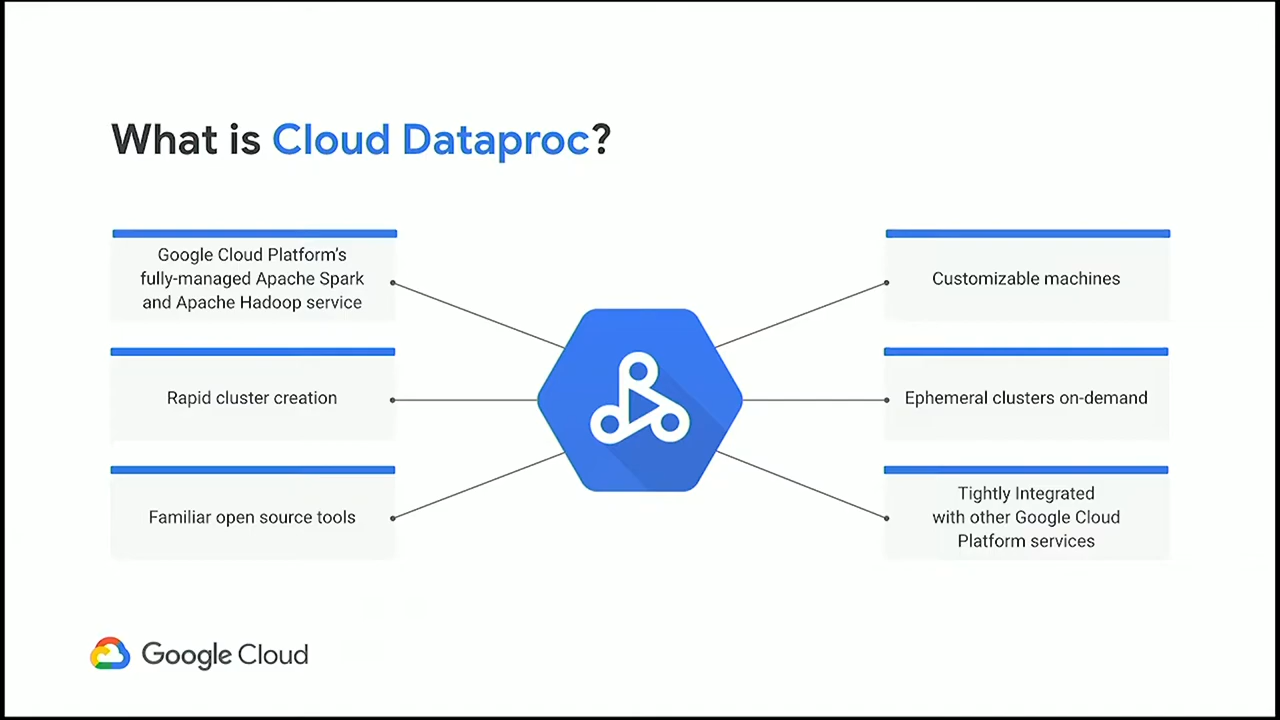 What is Cloud Dataproc?
Google Cloud Platform's
fully-managed Apache Spark
and Apache Hadoop service
Rapid cluster creation
Familiar open source tools
Customizable machines
Ephemeral clusters on-demand
Tightly Integrated
with other Google Cloud
Platform services
Google Cloud